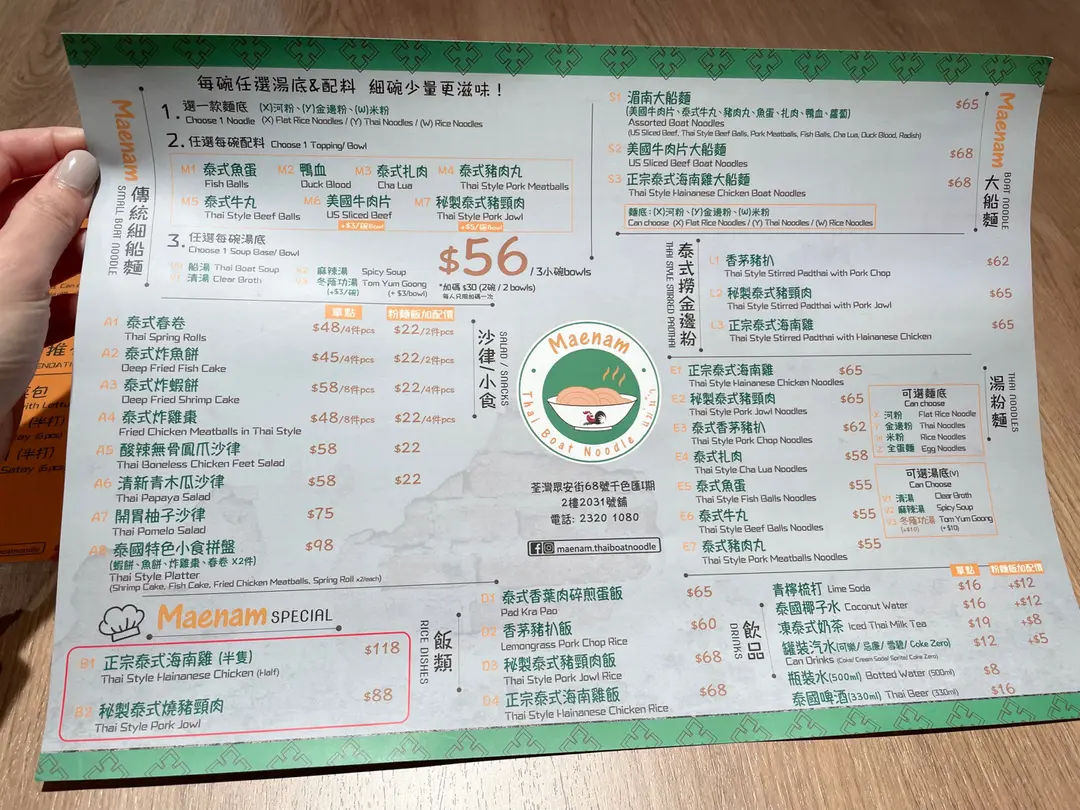 每碗任選湯底&配料 細碗少量更滋味！
Maenam
傳統細船麵
SMALL BOAT NOODLE
1. 選一款麵底 (X)河粉、(Y)金邊粉、(W)米粉
Choose 1 Noodle (X) Flat Rice Noodles / (Y) Thai Noodles / (W) Rice Noodles
2. 任選每碗配料 Choose 1 Topping/ Bowl
M1 泰式魚蛋 M2 鴨血 M3 泰式扎肉 M4 泰式豬肉丸
Fish Balls Duck Blood Cha Lua Thai Style Pork Meatballs
M5 泰式牛丸 M6 美國牛肉片 M7 秘製泰式豬頸肉
Thai Style Beef Balls US Sliced Beef Thai Style Pork Jowl
+$3/碗Bowl +$5/碗Bowl
3. 任選每碗湯底
Choose 1 Soup Base/ Bowl
船湯 Thai Boat Soup 麻辣湯 Spicy Soup
清湯 Clear Broth 冬蔭功湯 Tom Yum Goong
(+$3/碗) (+ $3/bowl)
$56 / 3小碗bowls
*加碼 $30 (2碗 / 2 bowls)
每人只限加碼一次
單點 粉麵飯加配價
A1 泰式春卷 $48/4件pcs $22/2件pcs
Thai Spring Rolls
A2 泰式炸魚餅 $45/4件pcs $22/2件pcs
Deep Fried Fish Cake
A3 泰式炸蝦餅 $58/8件pcs $22/4件pcs
Deep Fried Shrimp Cake
A4 泰式炸雞棗 $48/8件pcs $22/4件pcs
Fried Chicken Meatballs in Thai Style
A5 酸辣無骨鳳爪沙律 $58 $22
Thai Boneless Chicken Feet Salad
A6 清新青木瓜沙律 $58 $22
Thai Papaya Salad
A7 開胃柚子沙律 $75
Thai Pomelo Salad
A8 泰國特色小食拼盤 $98
(蝦餅、魚餅、炸雞棗、春卷 X2件)
Thai Style Platter
(Shrimp Cake, Fish Cake, Fried Chicken Meatballs, Spring Roll x2/each)
沙律/小食
SALAD / SNACKS
Maenam SPECIAL
B1 正宗泰式海南雞 (半隻) $118
Thai Style Hainanese Chicken (Half)
B2 秘製泰式燒豬頸肉 $88
Thai Style Pork Jowl
Maenam
Thai Boat Noodle
荃灣眾安街68號千色匯I期
2樓2031號舖
電話: 2320 1080
maenam.thaiboatnoodle
飯類
RICE DISHES
D1 泰式香葉肉碎煎蛋飯 $65
Pad Kra Pao
D2 香茅豬扒飯 $60
Lemongrass Pork Chop Rice
D3 秘製泰式豬頸肉飯 $68
Thai Style Pork Jowl Rice
D4 正宗泰式海南雞飯 $68
Thai Style Hainanese Chicken Rice
S1 湄南大船麵 $65
(美國牛肉片、泰式牛丸、豬肉丸、魚蛋、扎肉、鴨血、蘿蔔)
Assorted Boat Noodles
(US Sliced Beef, Thai Style Beef Balls, Pork Meatballs, Fish Balls, Cha Lua, Duck Blood, Radish)
S2 美國牛肉片大船麵 $68
US Sliced Beef Boat Noodles
S3 正宗泰式海南雞大船麵 $68
Thai Style Hainanese Chicken Boat Noodles
麵底 : (X)河粉、(Y)金邊粉、(W)米粉
Can choose (X) Flat Rice Noodles / (Y) Thai Noodles / (W) Rice Noodles
Maenam
大船麵
BOAT NOODLE
泰式撈金邊粉
THAI STYLE STIRRED PADTHAI
L1 香茅豬扒 $62
Thai Style Stirred Padthai with Pork Chop
L2 秘製泰式豬頸肉 $65
Thai Style Stirred Padthai with Pork Jowl
L3 正宗泰式海南雞 $65
Thai Style Stirred Padthai with Hainanese Chicken
E1 正宗泰式海南雞 $65
Thai Style Hainanese Chicken Noodles
E2 秘製泰式豬頸肉 $65
Thai Style Pork Jowl Noodles
E3 泰式香茅豬扒 $62
Thai Style Pork Chop Noodles
E4 泰式扎肉 $58
Thai Style Cha Lua Noodles
E5 泰式魚蛋 $55
Thai Style Fish Balls Noodles
E6 泰式牛丸 $55
Thai Style Beef Balls Noodles
E7 泰式豬肉丸 $55
Thai Style Pork Meatballs Noodles
湯粉麵
THAI NOODLES
可選麵底
Can choose
X 河粉 Flat Rice Noodle
Y 金邊粉 Thai Noodles
W 米粉 Rice Noodles
Z 全蛋麵 Egg Noodles
可選湯底(V)
Can Choose
V1 清湯 Clear Broth
V2 麻辣湯 Spicy Soup
V3 冬蔭功湯 Tom Yum Goong
(+$10) (+ $10)
飲品
DRINKS
單點 粉麵飯加配價
青檸梳打 Lime Soda $16 +$12
泰國椰子水 Coconut Water $16 +$12
凍泰式奶茶 Iced Thai Milk Tea $19 +$8
罐裝汽水(可樂/ 忌廉/ 雪碧/ Coke Zero) $12 +$5
Can Drinks (Coke/ Cream Soda/ Sprite/ Coke Zero)
瓶裝水(500ml) Botted Water (500ml) $8
泰國啤酒(330ml) Thai Beer (330ml) $16